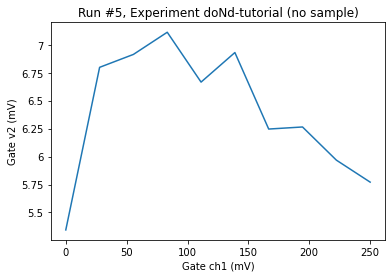 Run #5, Experiment doNd-tutorial (no sample)
7
6.75
6.5
6.25
6
5.75
5.5
Gate v2 (mV)
0 50 100 150 200 250
Gate ch1 (mV)